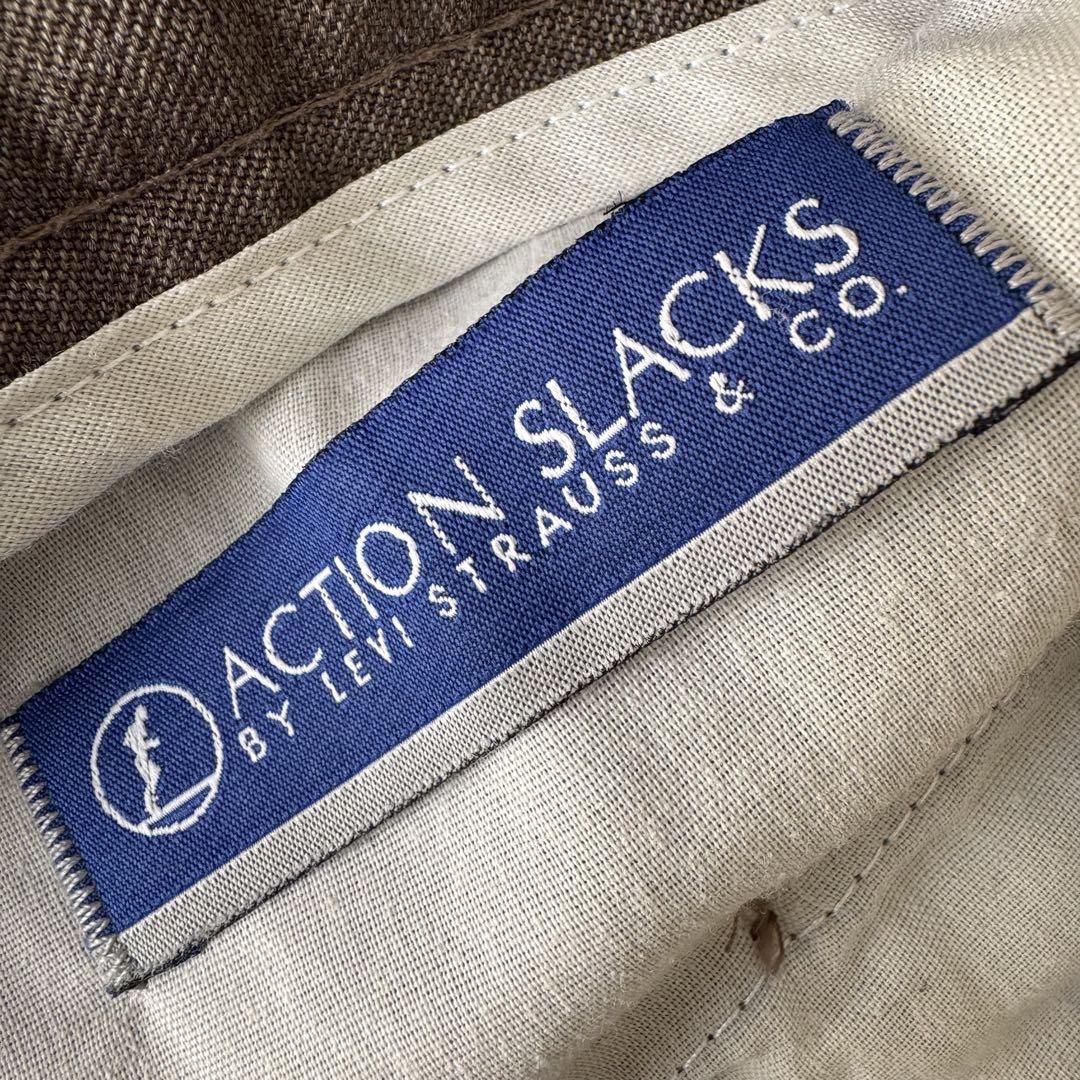 ACTION SLACKS
BY LEVI STRAUSS & CO.